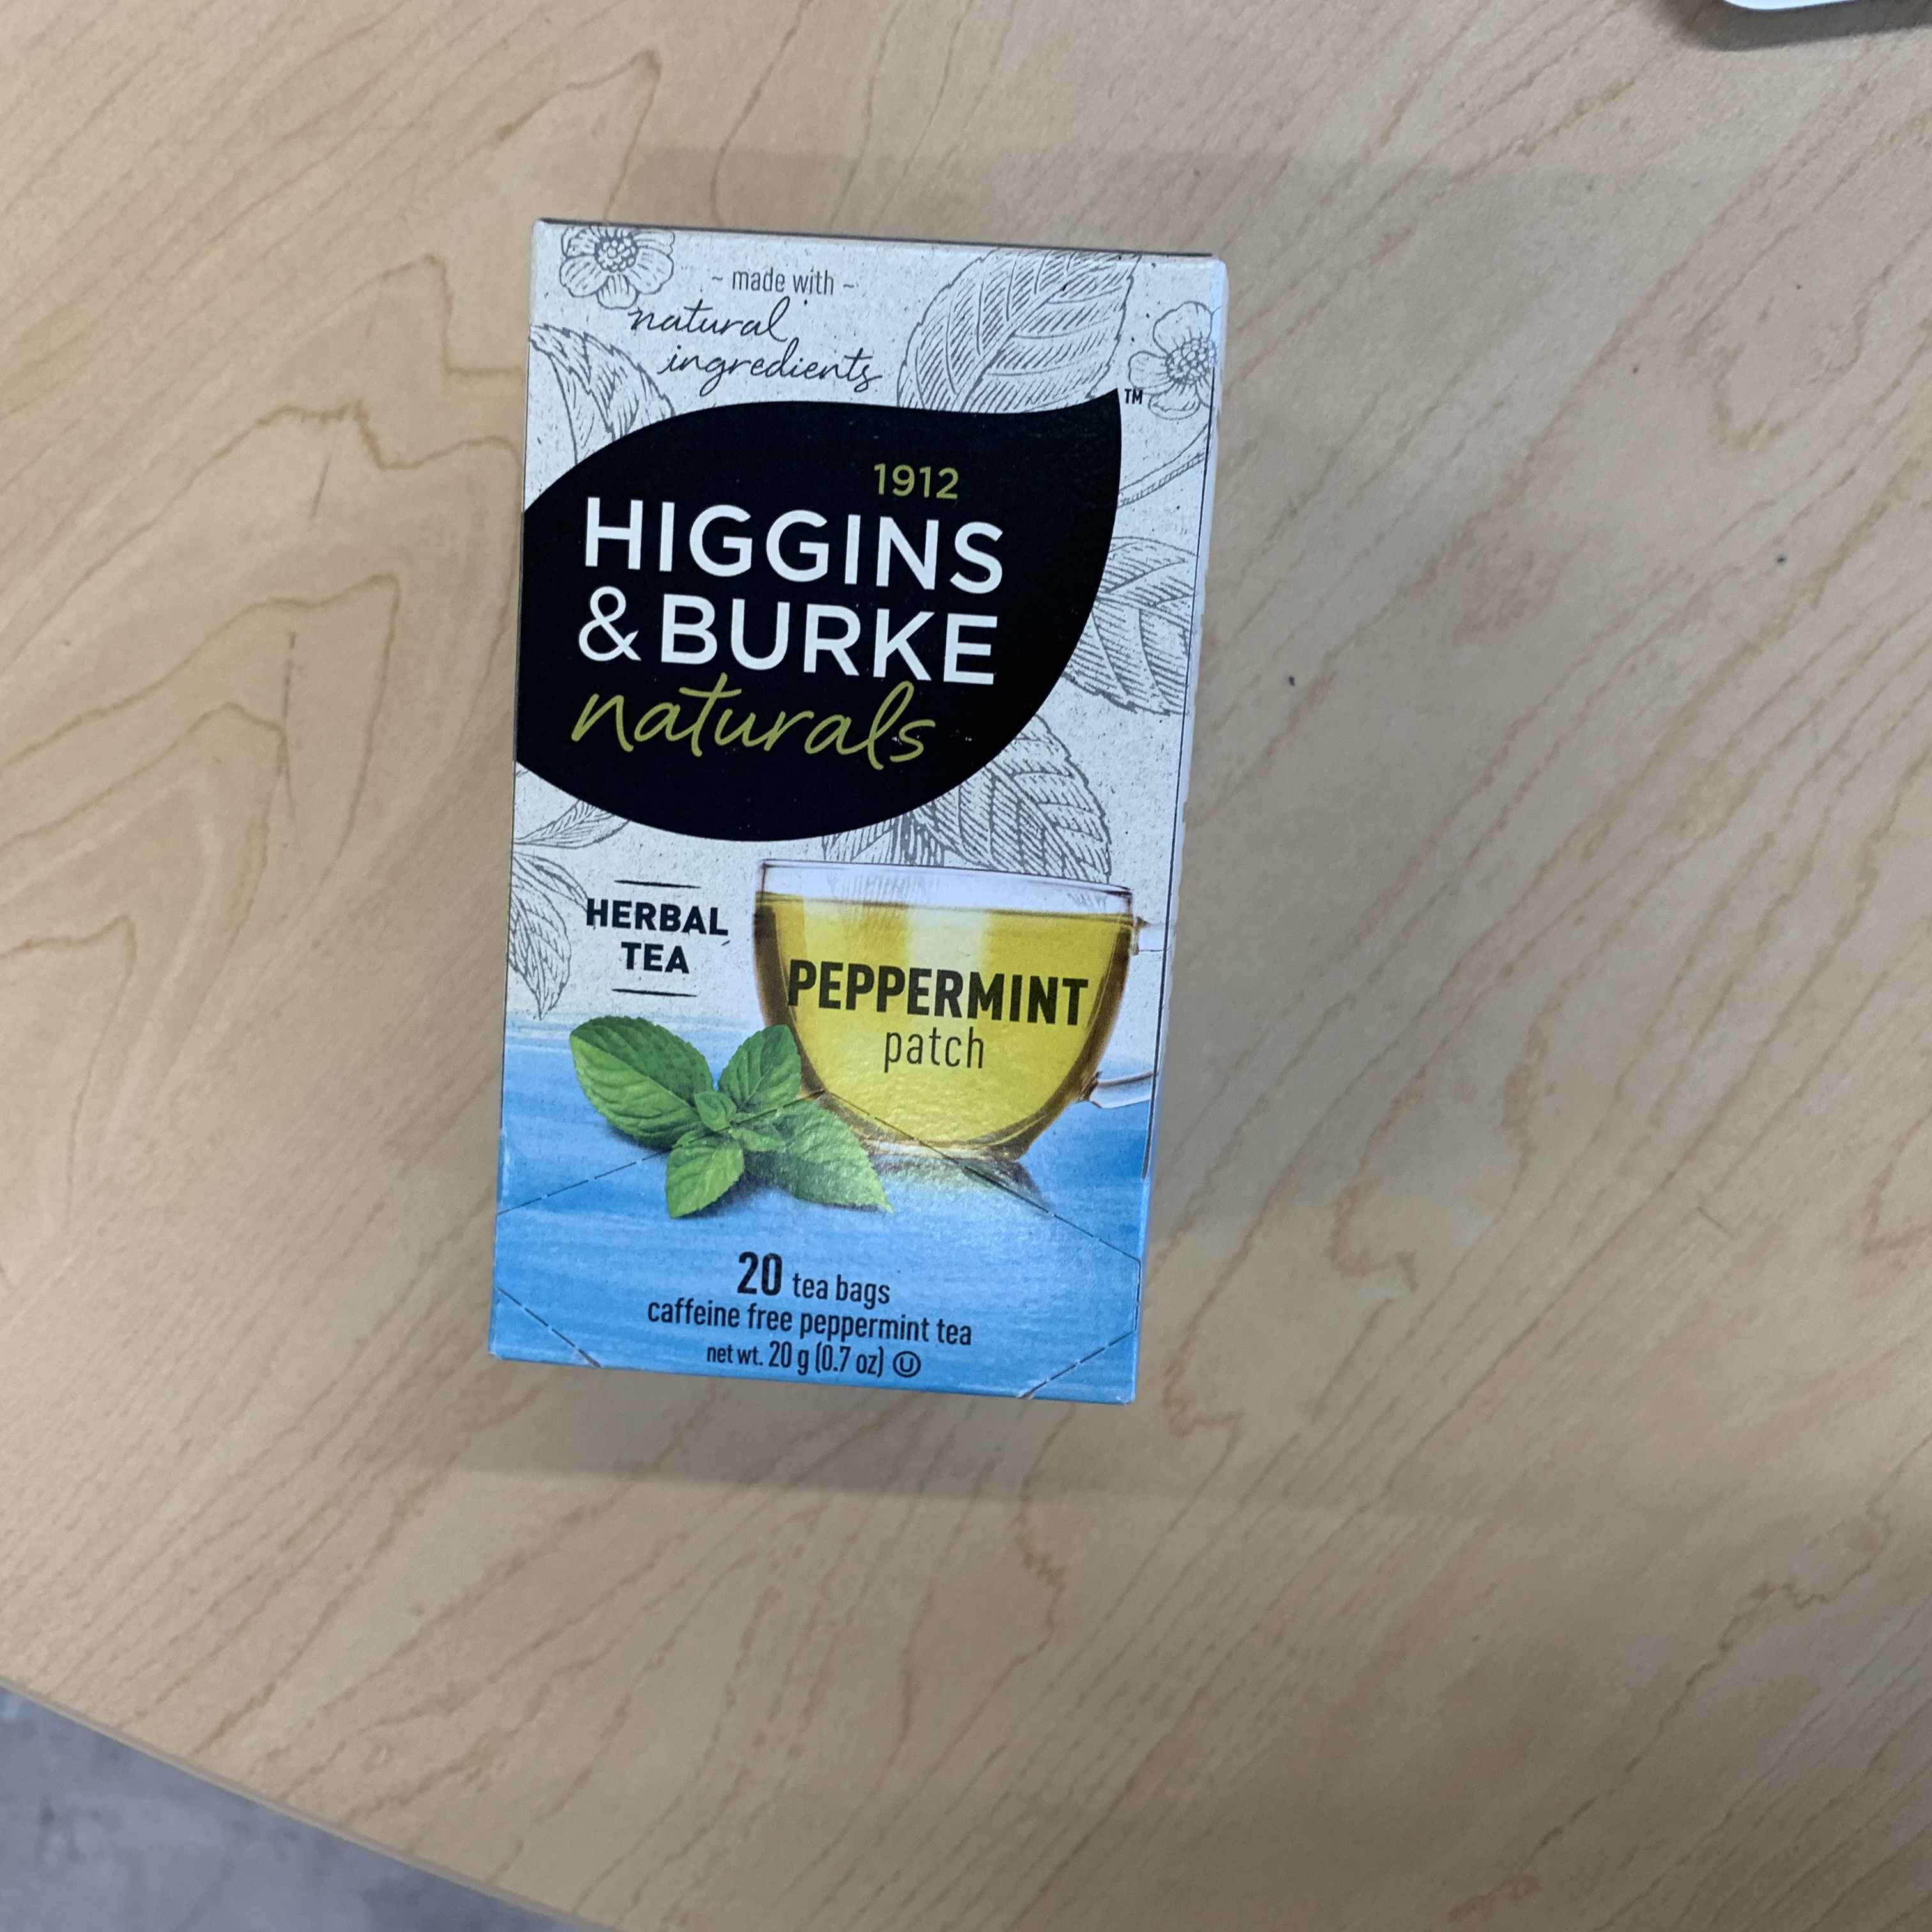 ~ made with ~
natural
ingredients
1912
HIGGINS
& BURKE
naturals
TM
HERBAL
TEA
PEPPERMINT
patch
20 tea bags
caffeine free peppermint tea
net wt. 20 g (0.7 oz) U